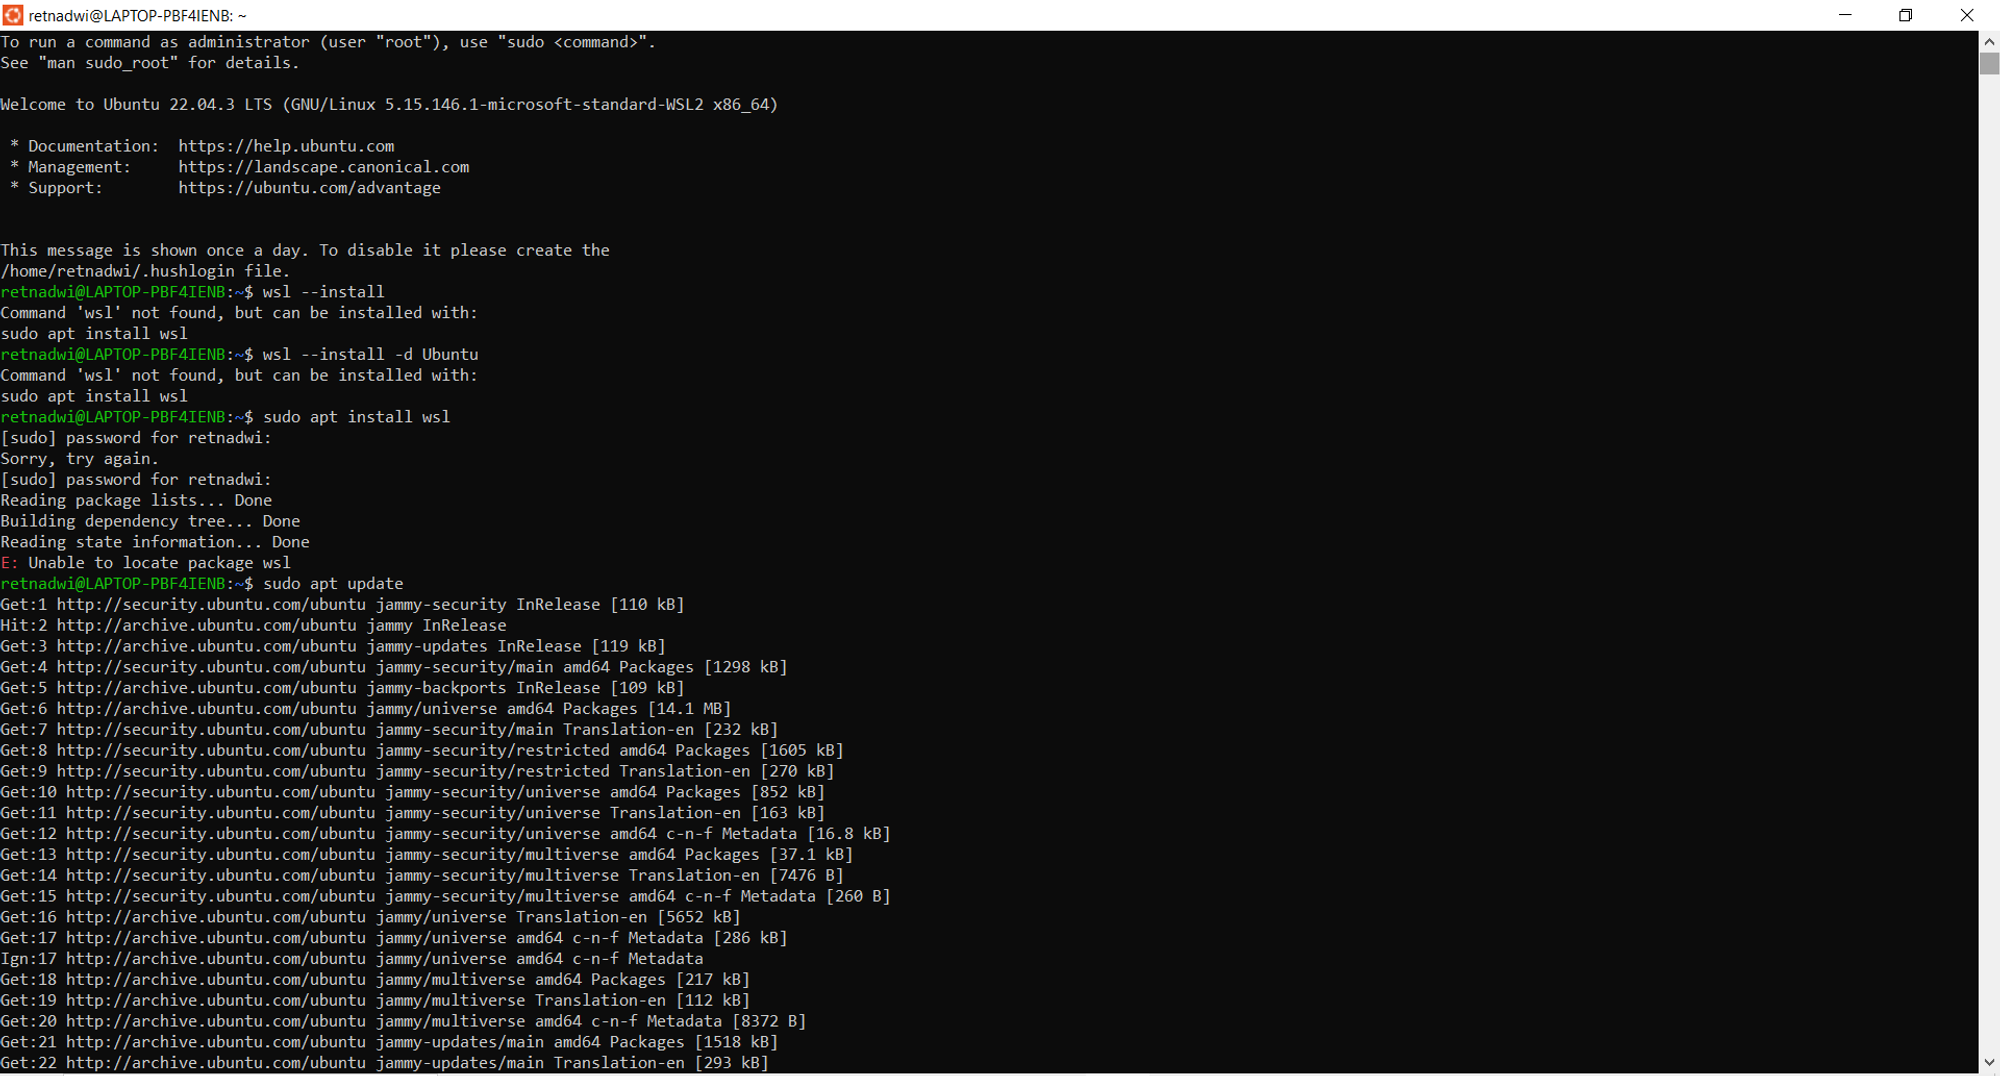 retnadwi@LAPTOP-PBF4IENB: ~
To run a command as administrator (user "root"), use "sudo <command>".
See "man sudo_root" for details.
Welcome to Ubuntu 22.04.3 LTS (GNU/Linux 5.15.146.1-microsoft-standard-WSL2 x86_64)
* Documentation:  https://help.ubuntu.com
* Management:     https://landscape.canonical.com
* Support:        https://ubuntu.com/advantage
This message is shown once a day. To disable it please create the
/home/retnadwi/.hushlogin file.
retnadwi@LAPTOP-PBF4IENB:~$ wsl --install
Command 'wsl' not found, but can be installed with:
sudo apt install wsl
retnadwi@LAPTOP-PBF4IENB:~$ wsl --install -d Ubuntu
Command 'wsl' not found, but can be installed with:
sudo apt install wsl
retnadwi@LAPTOP-PBF4IENB:~$ sudo apt install wsl
[sudo] password for retnadwi:
Sorry, try again.
[sudo] password for retnadwi:
Reading package lists... Done
Building dependency tree... Done
Reading state information... Done
E: Unable to locate package wsl
retnadwi@LAPTOP-PBF4IENB:~$ sudo apt update
Get:1 http://security.ubuntu.com/ubuntu jammy-security InRelease [110 kB]
Hit:2 http://archive.ubuntu.com/ubuntu jammy InRelease
Get:3 http://archive.ubuntu.com/ubuntu jammy-updates InRelease [119 kB]
Get:4 http://security.ubuntu.com/ubuntu jammy-security/main amd64 Packages [1298 kB]
Get:5 http://archive.ubuntu.com/ubuntu jammy-backports InRelease [109 kB]
Get:6 http://archive.ubuntu.com/ubuntu jammy/universe amd64 Packages [14.1 MB]
Get:7 http://security.ubuntu.com/ubuntu jammy-security/main Translation-en [232 kB]
Get:8 http://security.ubuntu.com/ubuntu jammy-security/restricted amd64 Packages [1605 kB]
Get:9 http://security.ubuntu.com/ubuntu jammy-security/restricted Translation-en [270 kB]
Get:10 http://security.ubuntu.com/ubuntu jammy-security/universe amd64 Packages [852 kB]
Get:11 http://security.ubuntu.com/ubuntu jammy-security/universe Translation-en [163 kB]
Get:12 http://security.ubuntu.com/ubuntu jammy-security/universe amd64 c-n-f Metadata [16.8 kB]
Get:13 http://security.ubuntu.com/ubuntu jammy-security/multiverse amd64 Packages [37.1 kB]
Get:14 http://security.ubuntu.com/ubuntu jammy-security/multiverse Translation-en [7476 B]
Get:15 http://security.ubuntu.com/ubuntu jammy-security/multiverse amd64 c-n-f Metadata [260 B]
Get:16 http://archive.ubuntu.com/ubuntu jammy/universe Translation-en [5652 kB]
Get:17 http://archive.ubuntu.com/ubuntu jammy/universe amd64 c-n-f Metadata [286 kB]
Ign:17 http://archive.ubuntu.com/ubuntu jammy/universe amd64 c-n-f Metadata
Get:18 http://archive.ubuntu.com/ubuntu jammy/multiverse amd64 Packages [217 kB]
Get:19 http://archive.ubuntu.com/ubuntu jammy/multiverse Translation-en [112 kB]
Get:20 http://archive.ubuntu.com/ubuntu jammy/multiverse amd64 c-n-f Metadata [8372 B]
Get:21 http://archive.ubuntu.com/ubuntu jammy-updates/main amd64 Packages [1518 kB]
Get:22 http://archive.ubuntu.com/ubuntu jammy-updates/main Translation-en [293 kB]